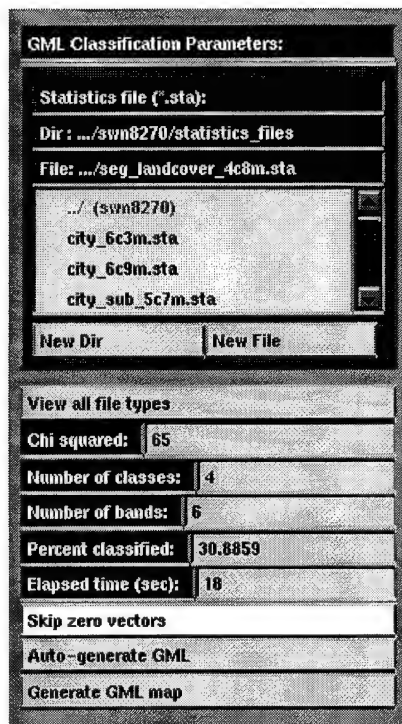 GML Classification Parameters:
Statistics file (*.sta):
Dir : .../swn8270/statistics_files
File: .../seg_landcover_4c8m.sta
../ (swn8270)
city_6c3m.sta
city_6c9m.sta
city_sub_5c7m.sta
New Dir New File
View all file types
Chi squared: 65
Number of classes: 4
Number of bands: 6
Percent classified: 30.8859
Elapsed time (sec): 18
Skip zero vectors
Auto-generate GML
Generate GML map